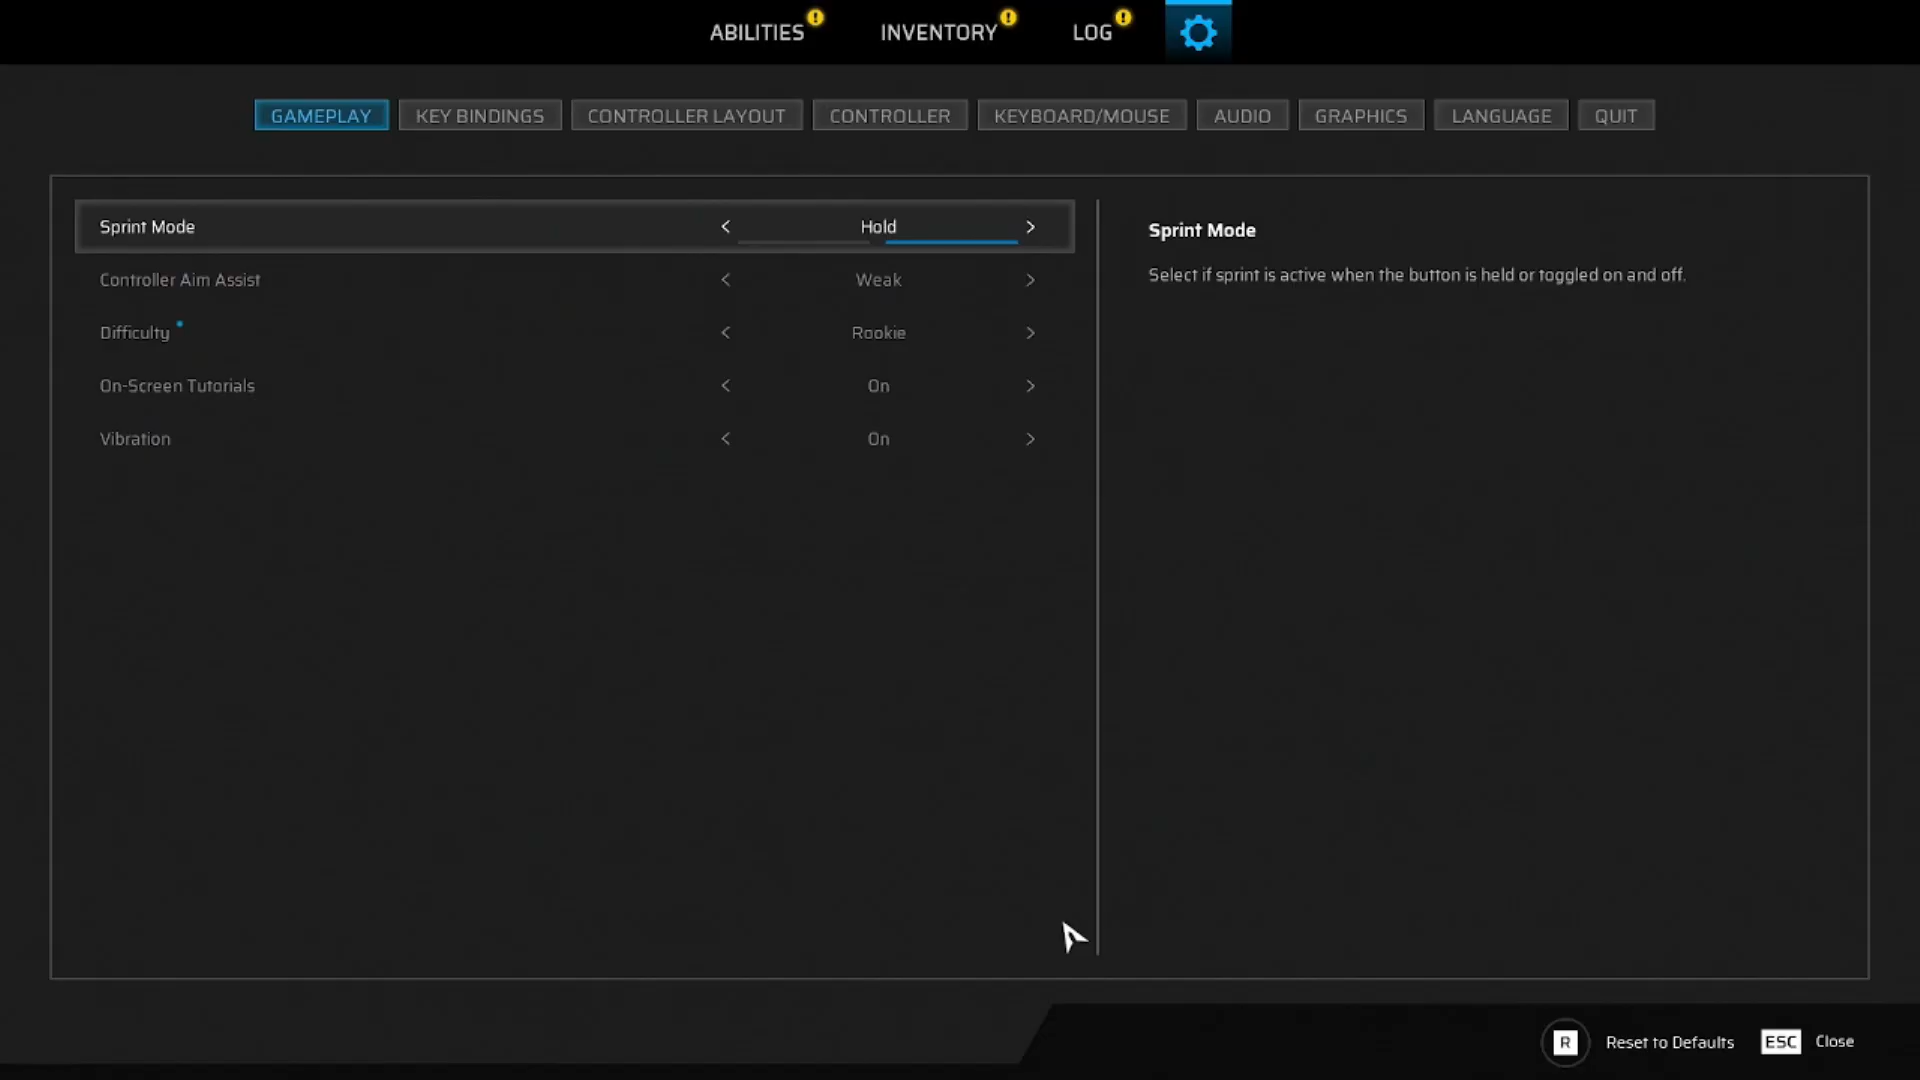 ABILITIES ! INVENTORY ! LOG !
GAMEPLAY KEY BINDINGS CONTROLLER LAYOUT CONTROLLER KEYBOARD/MOUSE AUDIO GRAPHICS LANGUAGE QUIT
Sprint Mode < Hold >
Controller Aim Assist < Weak >
Difficulty < Rookie >
On-Screen Tutorials < On >
Vibration < On >
Sprint Mode
Select if sprint is active when the button is held or toggled on and off.
R Reset to Defaults ESC Close